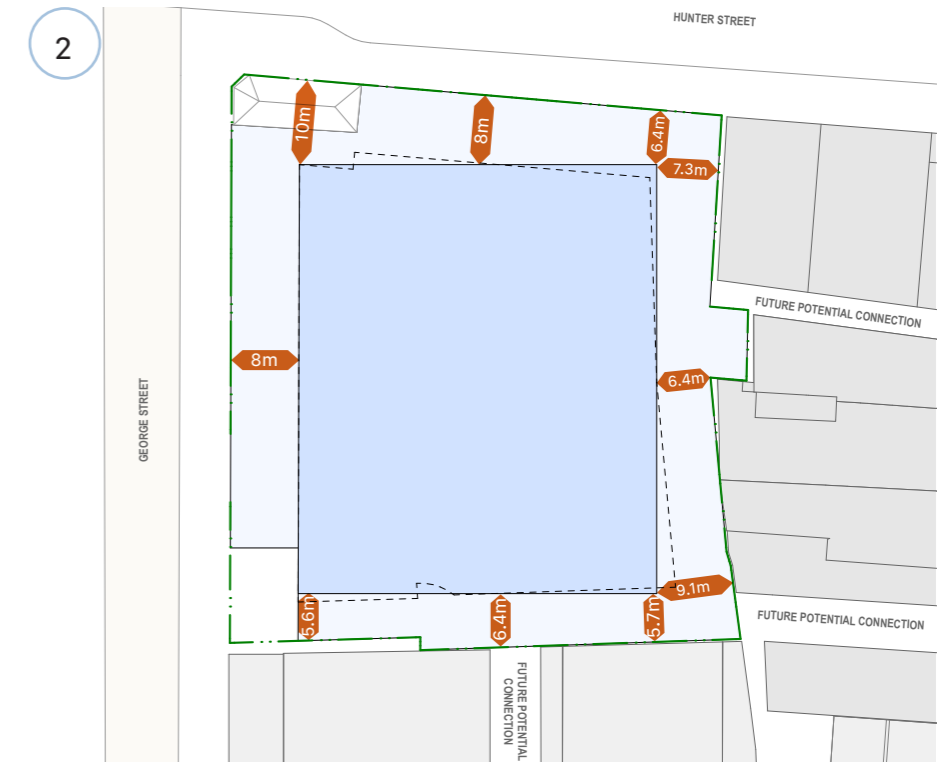 2
HUNTER STREET
10m
8m
6.4m
7.3m
FUTURE POTENTIAL CONNECTION
8m
6.4m
GEORGE STREET
9.1m
5.6m
6.4m
5.7m
FUTURE POTENTIAL CONNECTION
FUTURE POTENTIAL
CONNECTION